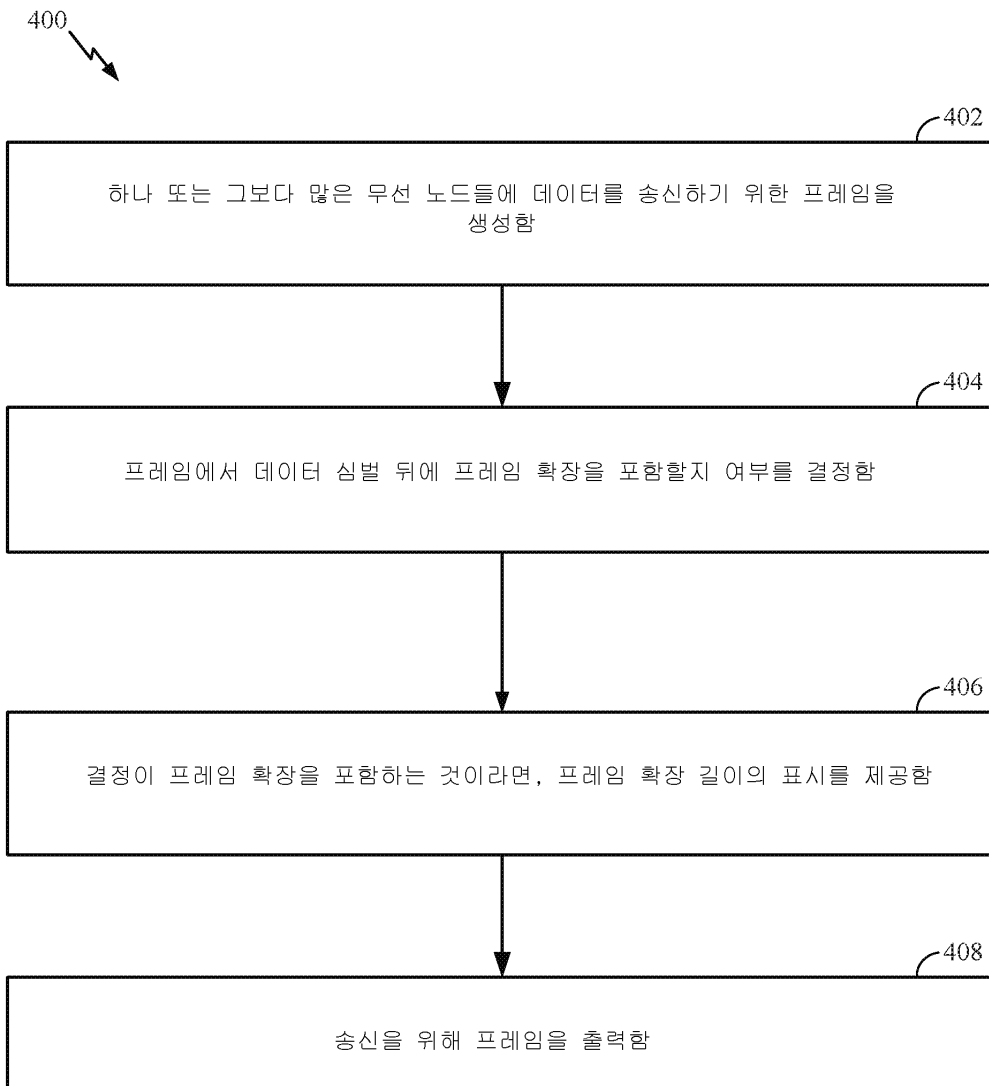 400
402
하나 또는 그보다 많은 무선 노드들에 데이터를 송신하기 위한 프레임을
생성함
404
프레임에서 데이터 심벌 뒤에 프레임 확장을 포함할지 여부를 결정함
406
결정이 프레임 확장을 포함하는 것이라면, 프레임 확장 길이의 표시를 제공함
408
송신을 위해 프레임을 출력함